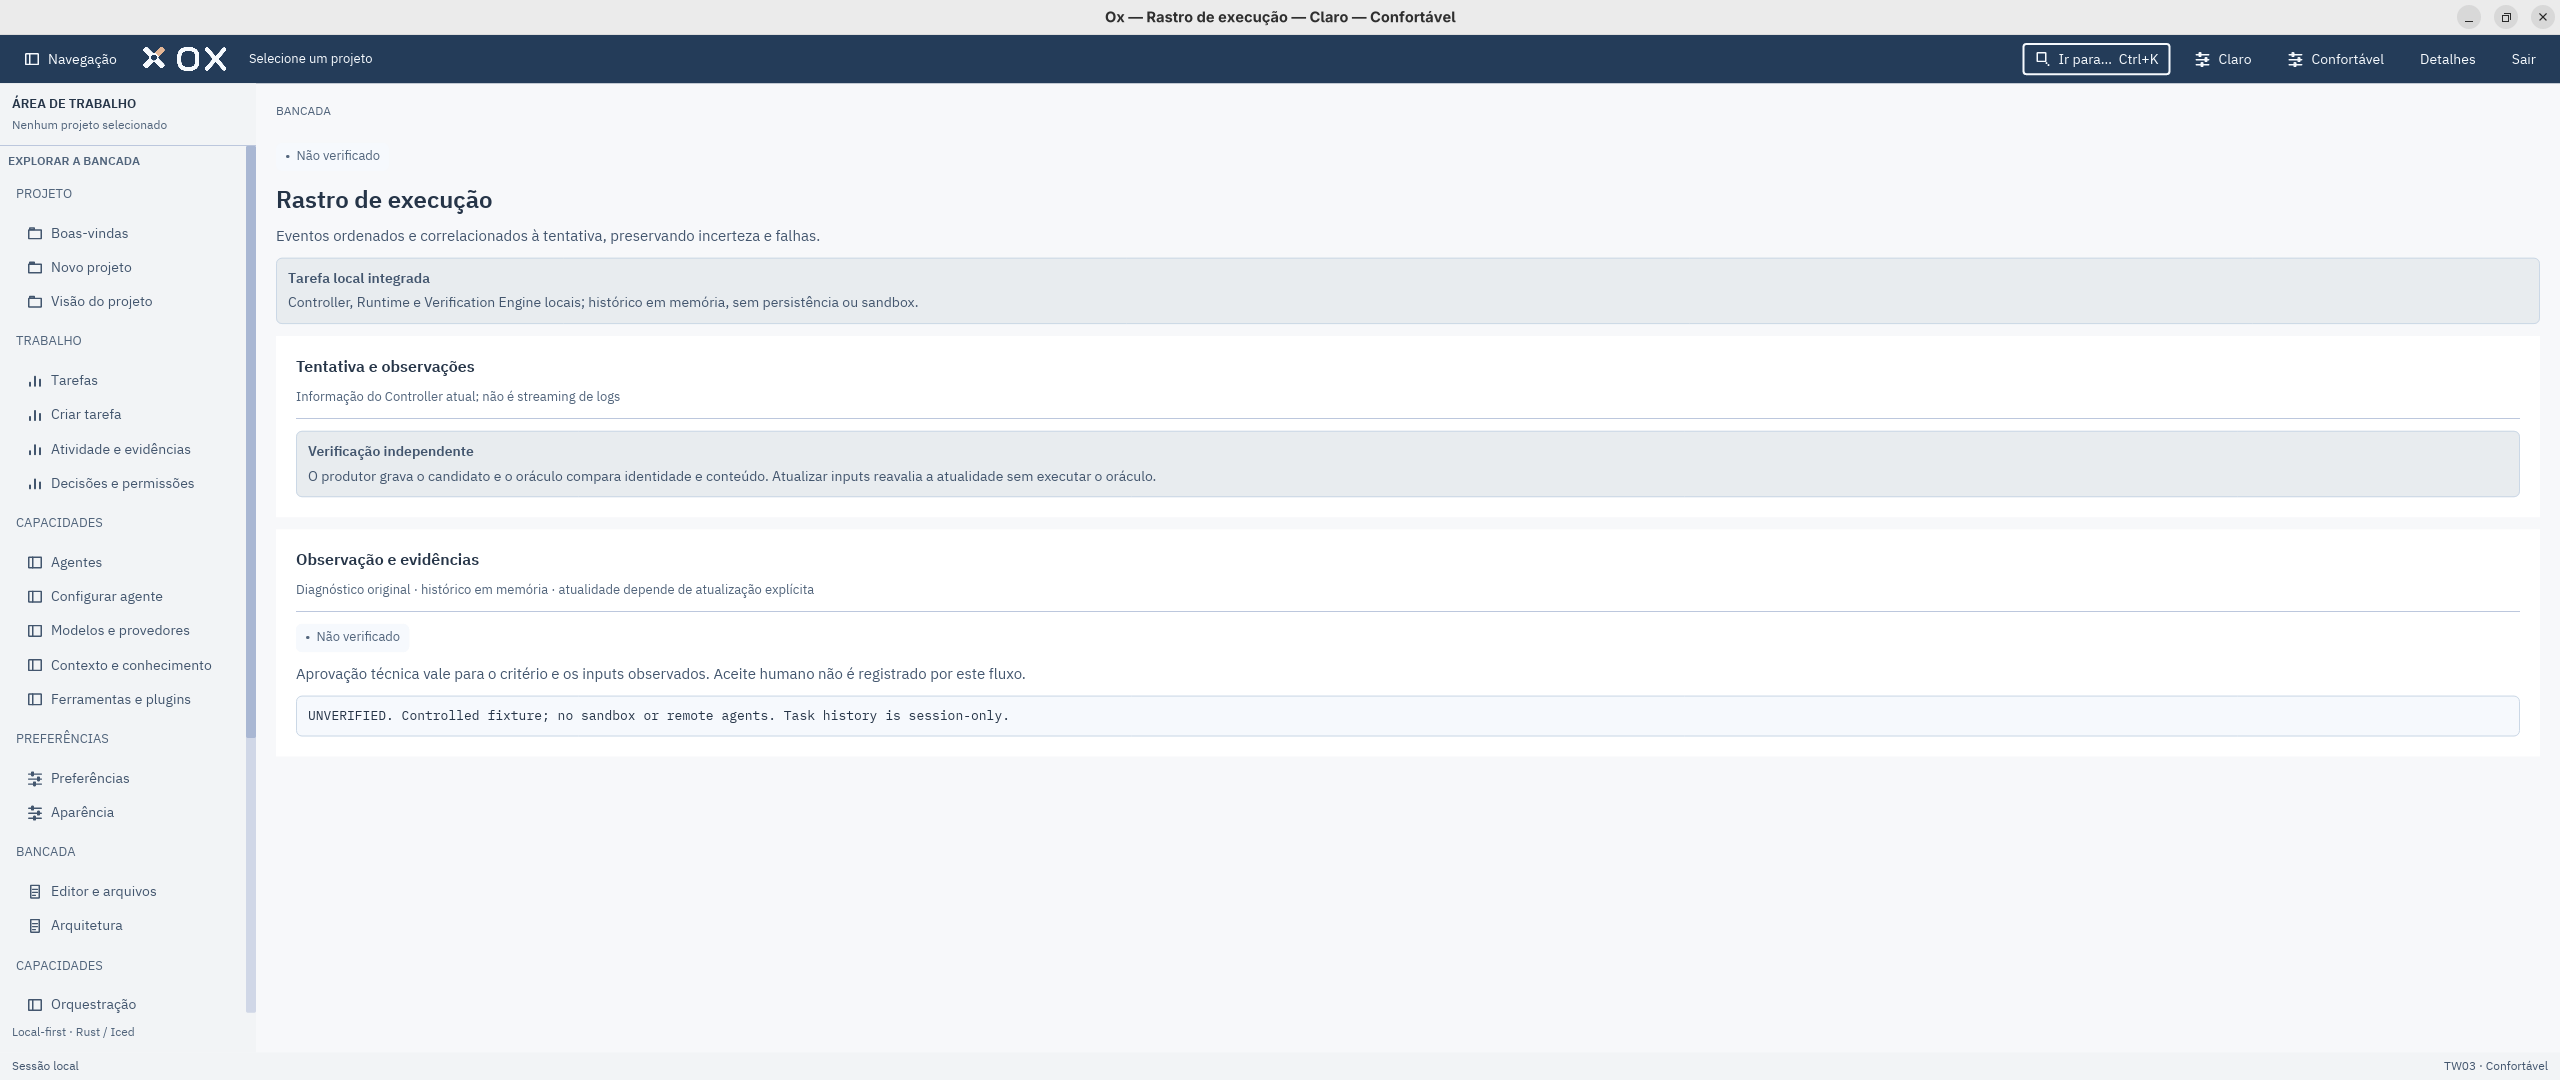 Ox — Rastro de execução — Claro — Confortável
Navegação
OX
Selecione um projeto
Ir para... Ctrl+K
Claro
Confortável
Detalhes
Sair
ÁREA DE TRABALHO
Nenhum projeto selecionado
EXPLORAR A BANCADA
PROJETO
Boas-vindas
Novo projeto
Visão do projeto
TRABALHO
Tarefas
Criar tarefa
Atividade e evidências
Decisões e permissões
CAPACIDADES
Agentes
Configurar agente
Modelos e provedores
Contexto e conhecimento
Ferramentas e plugins
PREFERÊNCIAS
Preferências
Aparência
BANCADA
Editor e arquivos
Arquitetura
CAPACIDADES
Orquestração
Local-first · Rust / Iced
BANCADA
• Não verificado
Rastro de execução
Eventos ordenados e correlacionados à tentativa, preservando incerteza e falhas.
Tarefa local integrada
Controller, Runtime e Verification Engine locais; histórico em memória, sem persistência ou sandbox.
Tentativa e observações
Informação do Controller atual; não é streaming de logs
Verificação independente
O produtor grava o candidato e o oráculo compara identidade e conteúdo. Atualizar inputs reavalia a atualidade sem executar o oráculo.
Observação e evidências
Diagnóstico original · histórico em memória · atualidade depende de atualização explícita
• Não verificado
Aprovação técnica vale para o critério e os inputs observados. Aceite humano não é registrado por este fluxo.
UNVERIFIED. Controlled fixture; no sandbox or remote agents. Task history is session-only.
Sessão local
TW03 · Confortável